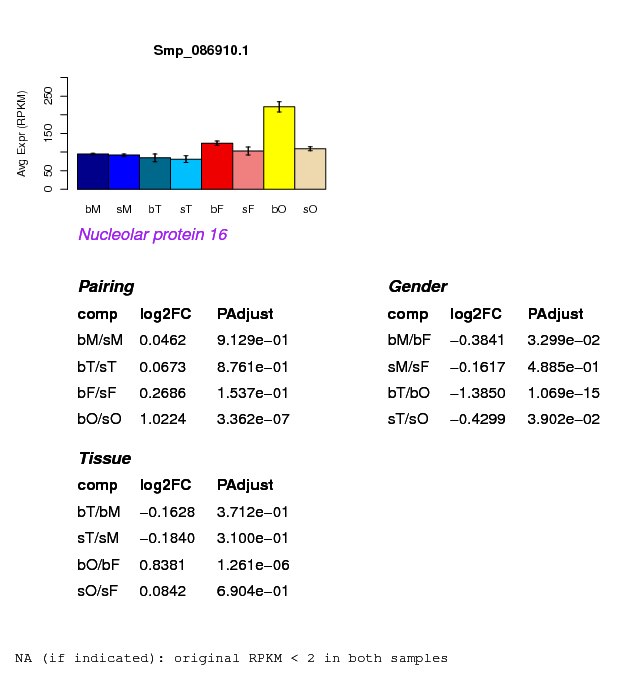 Smp_086910.1
Avg Expr (RPKM)
0 50 150 250
bM sM bT sT bF sF bO sO
Nucleolar protein 16
Pairing
comp log2FC PAdjust
bM/sM 0.0462 9.129e−01
bT/sT 0.0673 8.761e−01
bF/sF 0.2686 1.537e−01
bO/sO 1.0224 3.362e−07
Gender
comp log2FC PAdjust
bM/bF −0.3841 3.299e−02
sM/sF −0.1617 4.885e−01
bT/bO −1.3850 1.069e−15
sT/sO −0.4299 3.902e−02
Tissue
comp log2FC PAdjust
bT/bM −0.1628 3.712e−01
sT/sM −0.1840 3.100e−01
bO/bF 0.8381 1.261e−06
sO/sF 0.0842 6.904e−01
NA (if indicated): original RPKM < 2 in both samples